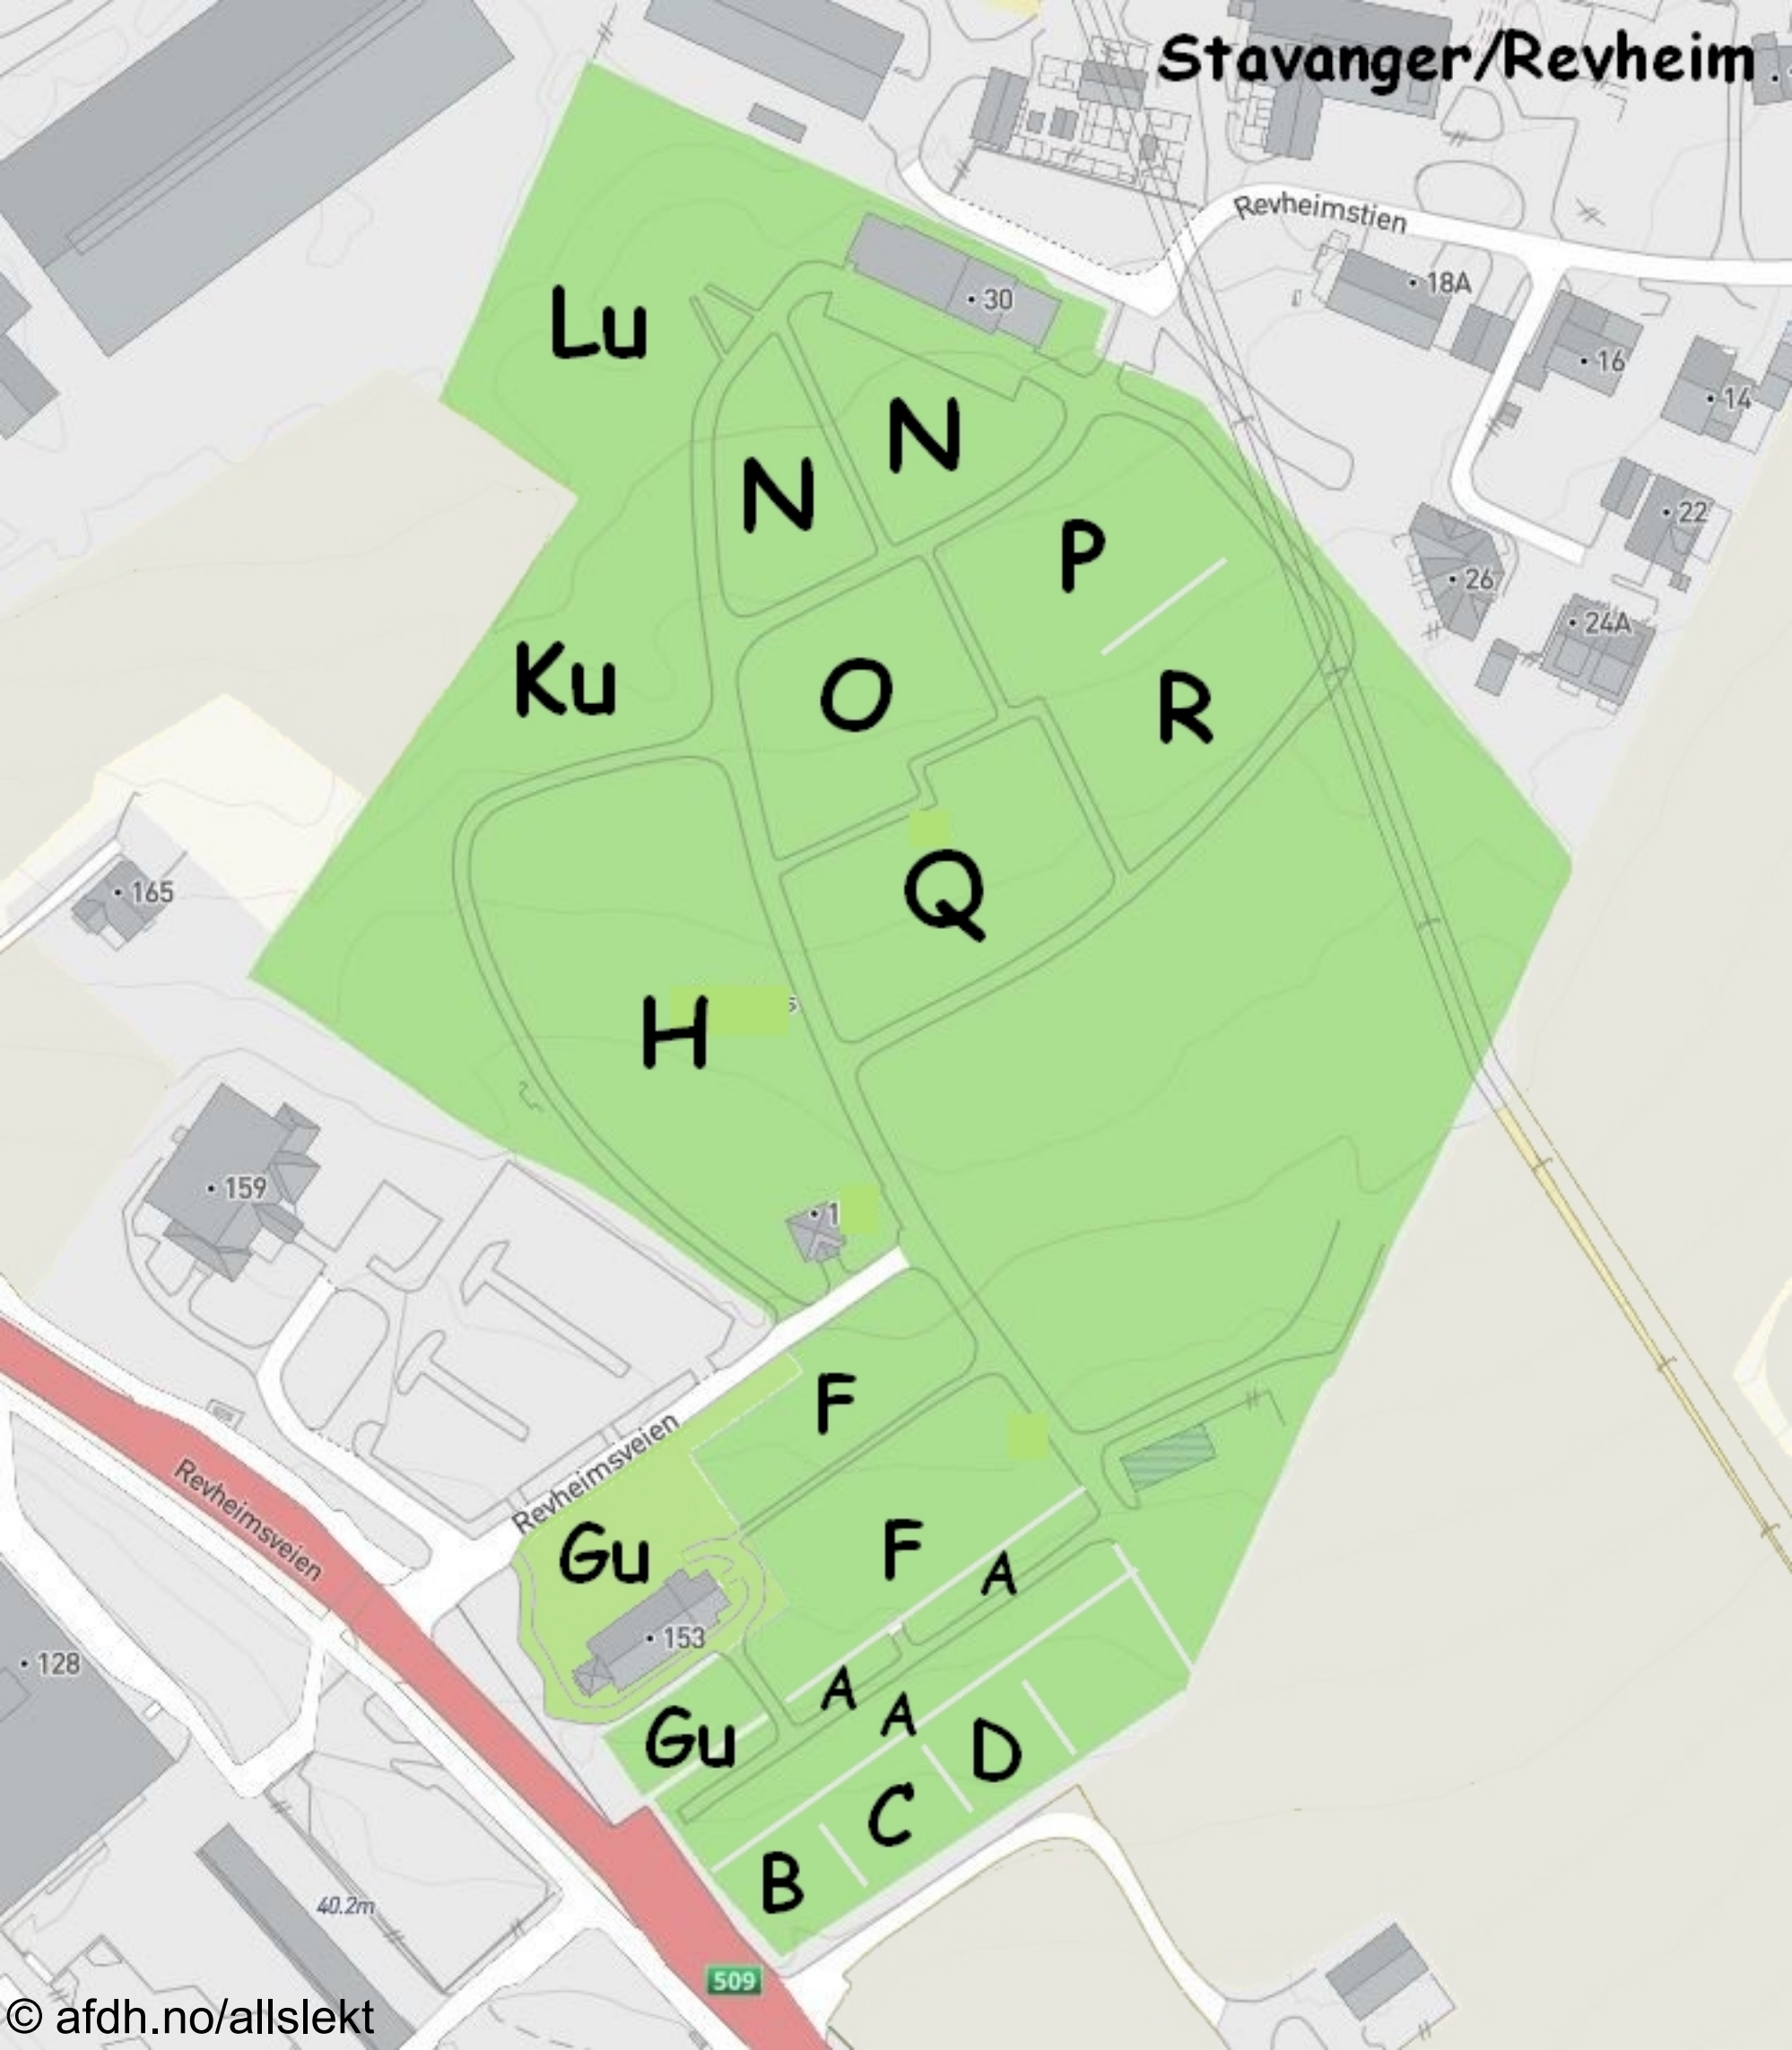 Stavanger/Revheim
Revheimstien
18A
30
16
14
Lu
N
N
22
P
26
24A
Ku
O
R
165
Q
H
s
159
1
F
Revheimsveien
Revheimsveien
Gu
F
A
153
128
A
A
Gu
D
C
B
40.2m
509
© afdh.no/allslekt